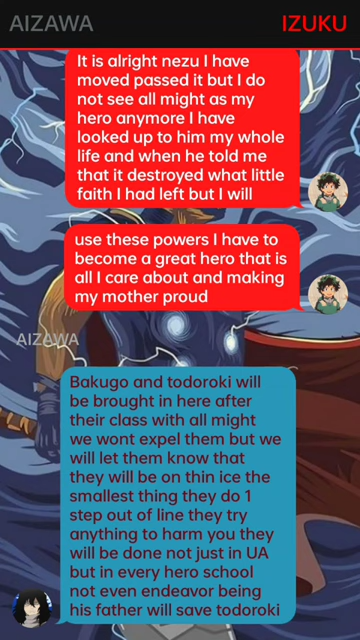 AIZAWA IZUKU
It is alright nezu I have
moved passed it but I do
not see all might as my
hero anymore I have
looked up to him my whole
life and when he told me
that it destroyed what little
faith I had left but I will
use these powers I have to
become a great hero that is
all I care about and making
my mother proud
AIZAWA
Bakugo and todoroki will
be brought in here after
their class with all might
we wont expel them but we
will let them know that
they will be on thin ice the
smallest thing they do 1
step out of line they try
anything to harm you they
will be done not just in UA
but in every hero school
not even endeavor being
his father will save todoroki